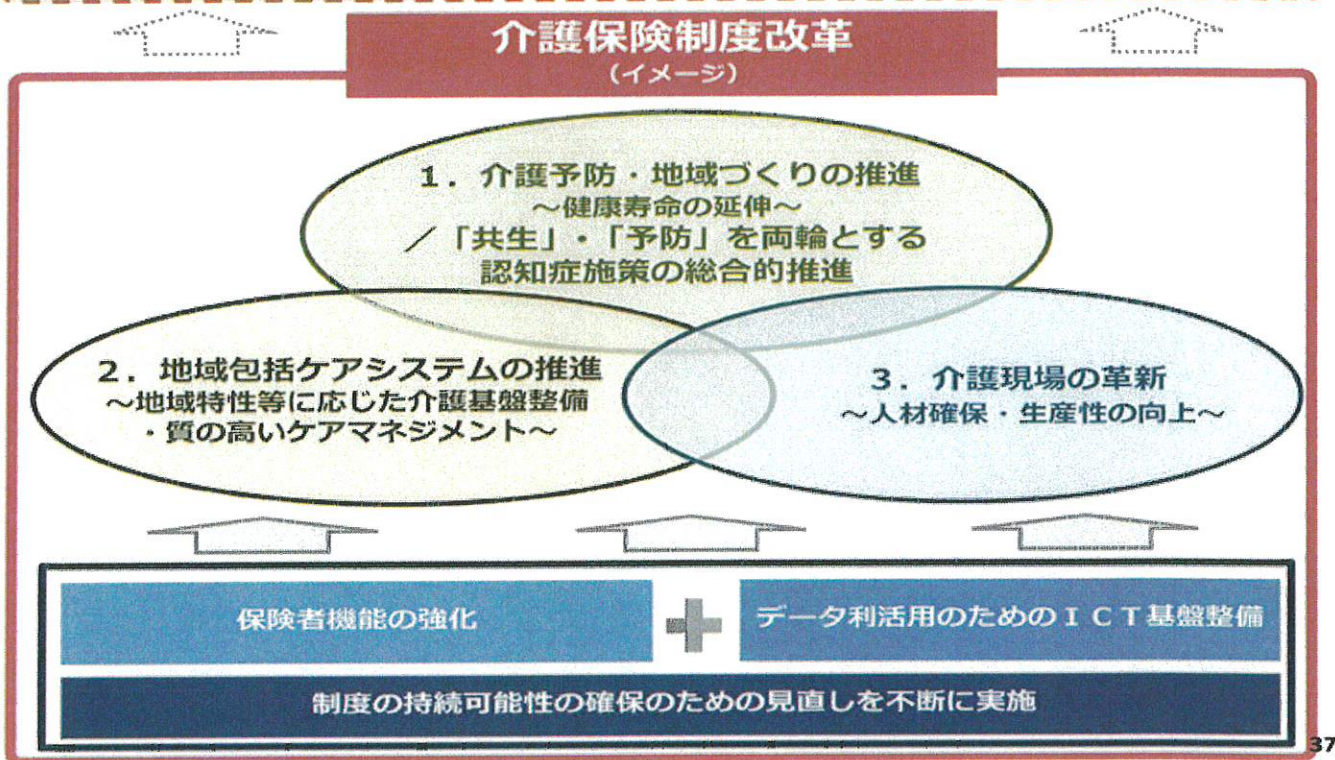 介護保険制度改革
（イメージ）
1．介護予防・地域づくりの推進
～健康寿命の延伸～
／「共生」・「予防」を両輪とする
認知症施策の総合的推進
2．地域包括ケアシステムの推進
～地域特性等に応じた介護基盤整備
・質の高いケアマネジメント～
3．介護現場の革新
～人材確保・生産性の向上～
保険者機能の強化
データ利活用のためのＩＣＴ基盤整備
制度の持続可能性の確保のための見直しを不断に実施
37